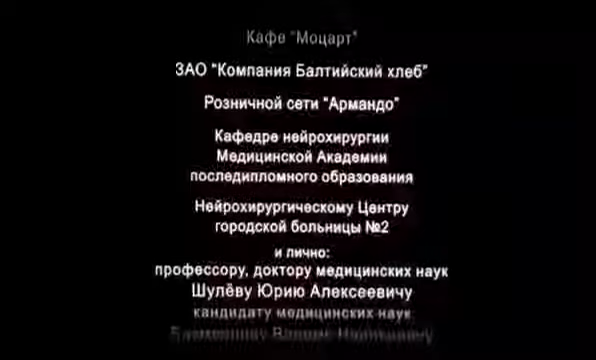 Кафе "Моцарт"
ЗАО "Компания Балтийский хлеб"
Розничной сети "Армандо"
Кафедре нейрохирургии
Медицинской Академии
последипломного образования
Нейрохирургическому Центру
городской больницы №2
и лично:
профессору, доктору медицинских наук
Шулёву Юрию Алексеевичу
кандидату медицинских наук